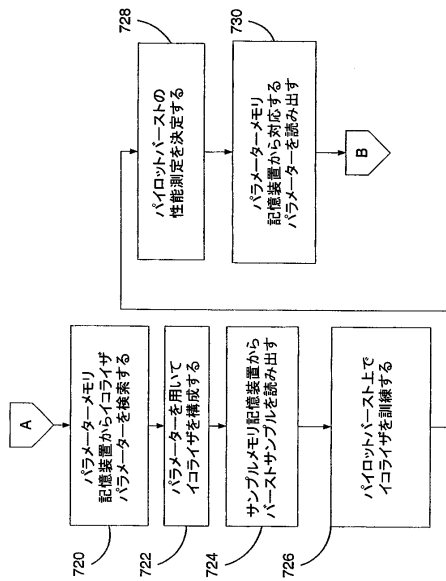 A
パラメーターメモリ
記憶装置からイコライザ
パラメーターを検索する
720
パラメーターを用いて
イコライザを構成する
722
サンプルメモリ記憶装置から
バーストサンプルを読み出す
724
パイロットバースト上で
イコライザを訓練する
726
パイロットバーストの
性能測定を決定する
728
パラメーターメモリ
記憶装置から対応する
パラメーターを読み出す
730
B